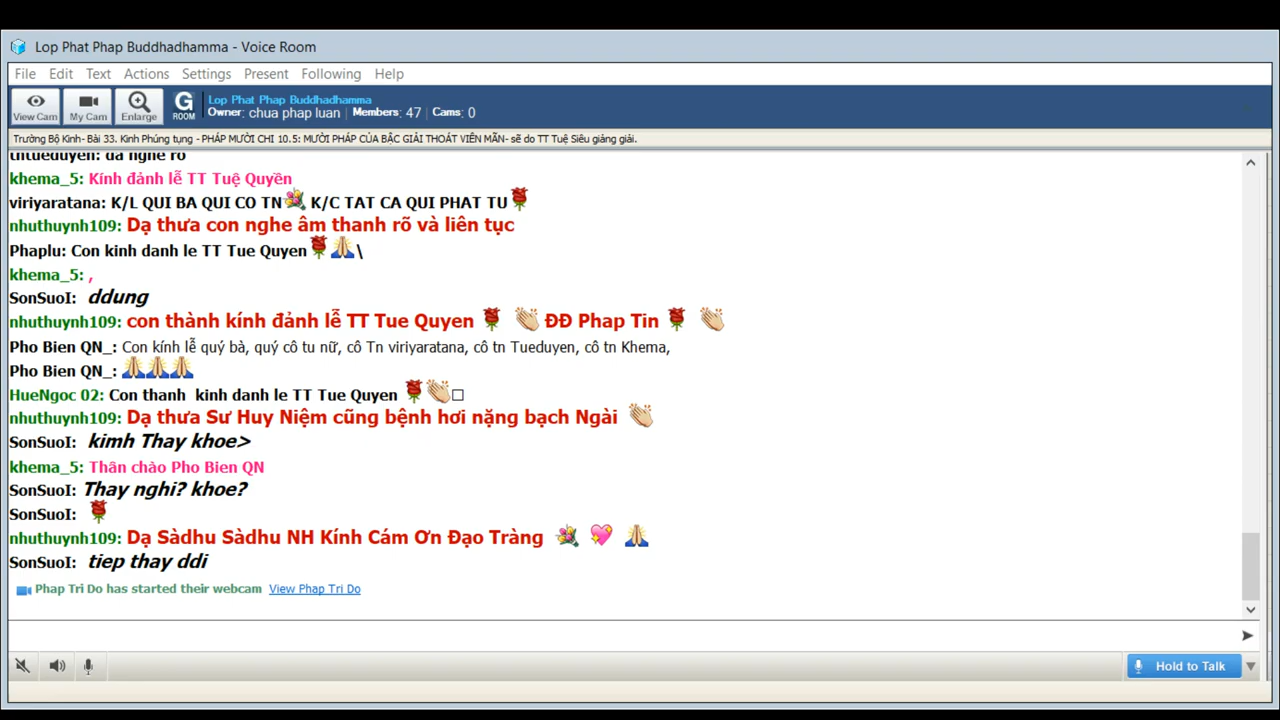 Lop Phat Phap Buddhadhamma - Voice Room
File Edit Text Actions Settings Present Following Help
View Cam My Cam Enlarge G ROOM Lop Phat Phap Buddhadhamma
Owner: chua phap luan | Members: 47 | Cams: 0
Trường Bộ Kinh- Bài 33. Kinh Phúng tụng - PHÁP MƯỜI CHI 10.5: MƯỜI PHÁP CỦA BẬC GIẢI THOÁT VIÊN MÃN- sẽ do TT Tuệ Siêu giảng giải.
tntueduyen: da nghe ro
khema_5: Kính đảnh lễ TT Tuệ Quyền
viriyaratana: K/L QUI BA QUI CO TN💐 K/C TAT CA QUI PHAT TU🌹
nhuthuynh109: Dạ thưa con nghe âm thanh rõ và liên tục
Phaplu: Con kinh danh le TT Tue Quyen🌹🙏\
khema_5: ,
SonSuoI: ddung
nhuthuynh109: con thành kính đảnh lễ TT Tue Quyen 🌹 👏 ĐĐ Phap Tin 🌹 👏
Pho Bien QN_: Con kính lễ quý bà, quý cô tu nữ, cô Tn viriyaratana, cô tn Tueduyen, cô tn Khema,
Pho Bien QN_: 🙏🙏🙏
HueNgoc 02: Con thanh kinh danh le TT Tue Quyen 🌹👏□
nhuthuynh109: Dạ thưa Sư Huy Niệm cũng bệnh hơi nặng bạch Ngài 👏
SonSuoI: kimh Thay khoe>
khema_5: Thân chào Pho Bien QN
SonSuoI: Thay nghi? khoe?
SonSuoI: 🌹
nhuthuynh109: Dạ Sàdhu Sàdhu NH Kính Cám Ơn Đạo Tràng 💐 💖 🙏
SonSuoI: tiep thay ddi
Phap Tri Do has started their webcam View Phap Tri Do
Hold to Talk